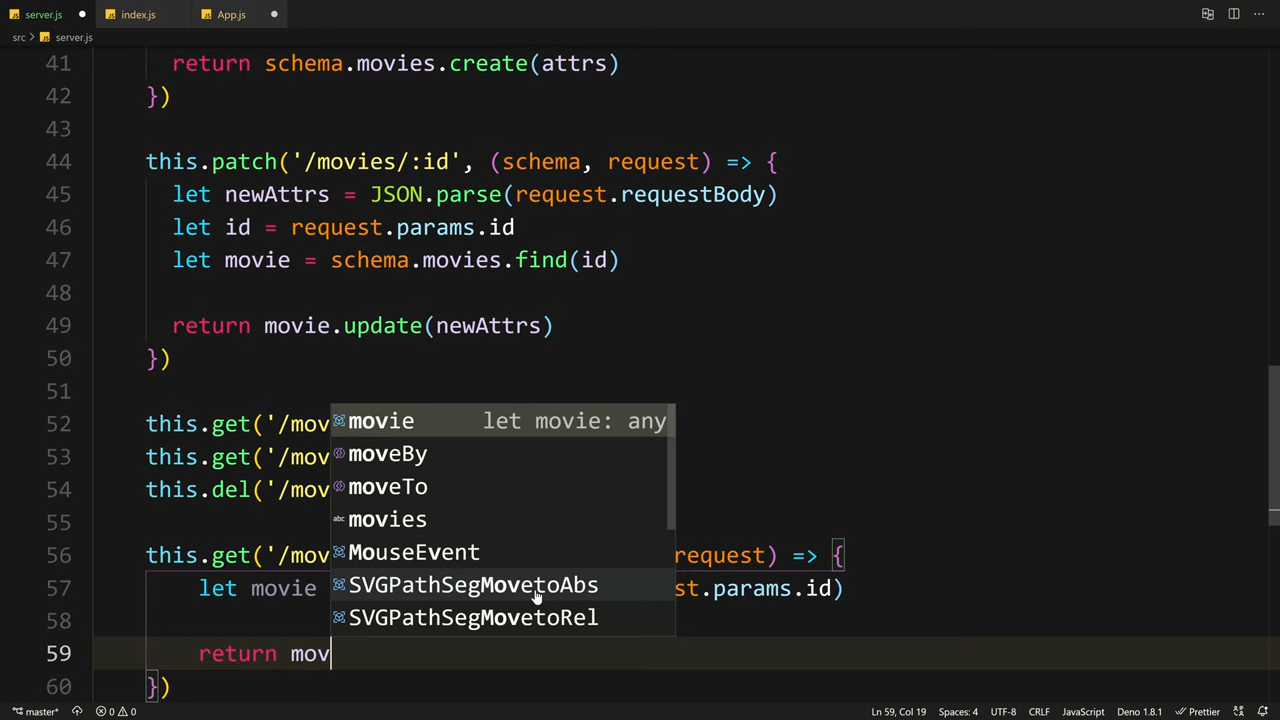 server.js index.js App.js
src > server.js
41 return schema.movies.create(attrs)
42 })
43
44 this.patch('/movies/:id', (schema, request) => {
45 let newAttrs = JSON.parse(request.requestBody)
46 let id = request.params.id
47 let movie = schema.movies.find(id)
48
49 return movie.update(newAttrs)
50 })
51
52 this.get('/mov
movie let movie: any
53 this.get('/mov
moveBy
54 this.del('/mov
moveTo
movies
55
56 this.get('/mov request) => {
MouseEvent
57 let movie st.params.id)
SVGPathSegMovetoAbs
58
SVGPathSegMovetoRel
59 return mov
60 })
master* 0 0 Ln 59, Col 19 Spaces: 4 UTF-8 CRLF JavaScript Deno 1.8.1 Prettier